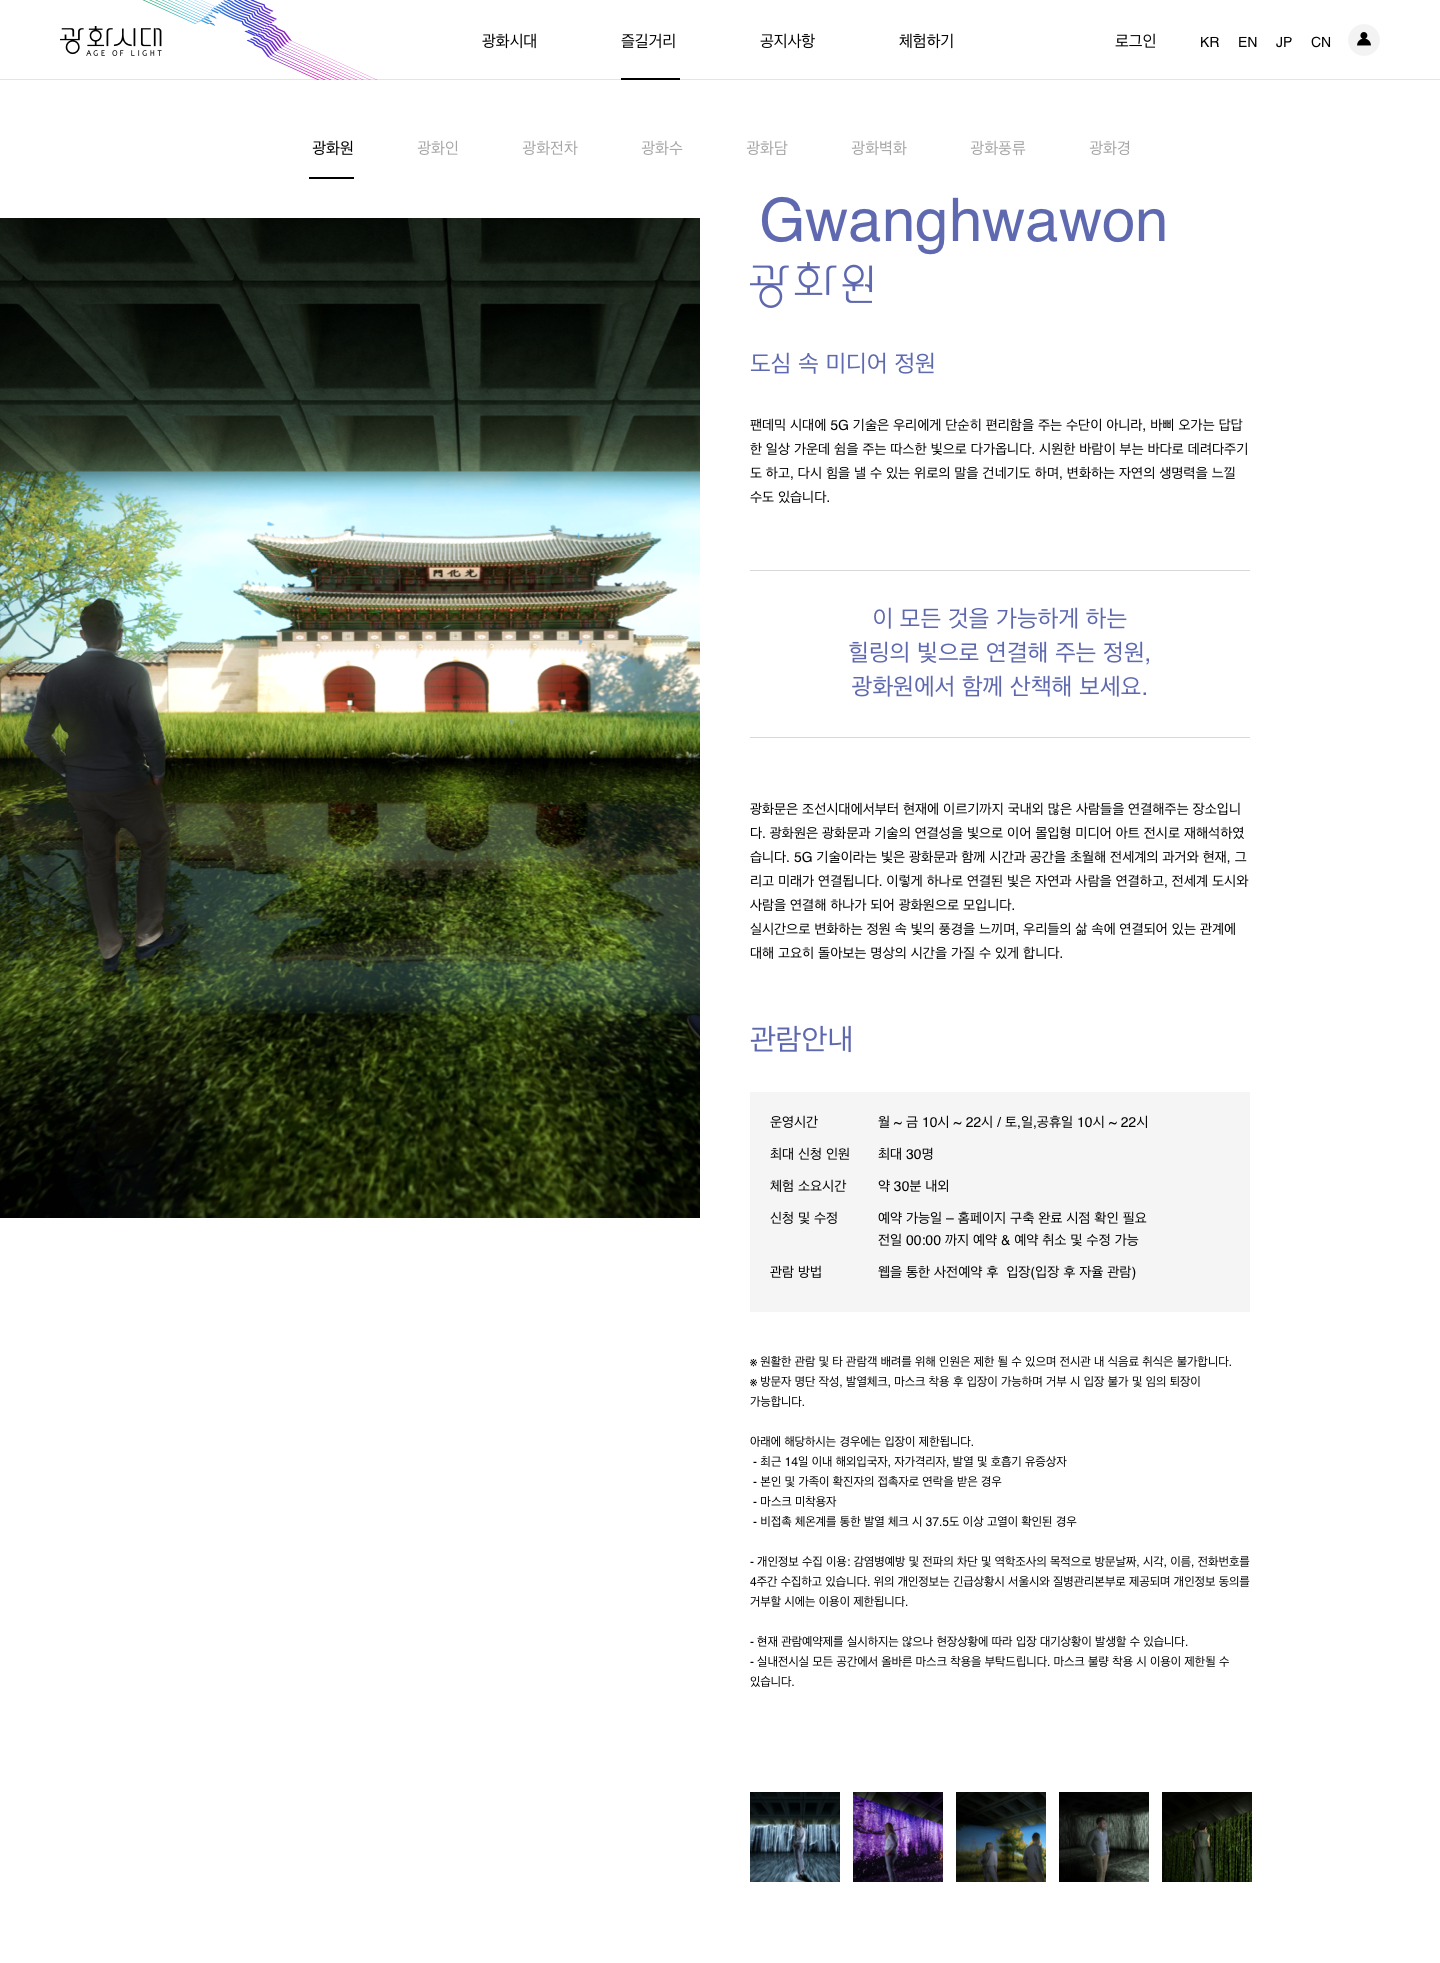 광화시대
AGE OF LIGHT
광화시대
즐길거리
공지사항
체험하기
로그인
KR
EN
JP
CN
광화원
광화인
광화전차
광화수
광화담
광화벽화
광화풍류
광화경
光化門
Gwanghwawon
광화원
도심 속 미디어 정원
팬데믹 시대에 5G 기술은 우리에게 단순히 편리함을 주는 수단이 아니라, 바삐 오가는 답답
한 일상 가운데 쉼을 주는 따스한 빛으로 다가옵니다. 시원한 바람이 부는 바다로 데려다주기
도 하고, 다시 힘을 낼 수 있는 위로의 말을 건네기도 하며, 변화하는 자연의 생명력을 느낄
수도 있습니다.
이 모든 것을 가능하게 하는
힐링의 빛으로 연결해 주는 정원,
광화원에서 함께 산책해 보세요.
광화문은 조선시대에서부터 현재에 이르기까지 국내외 많은 사람들을 연결해주는 장소입니
다. 광화원은 광화문과 기술의 연결성을 빛으로 이어 몰입형 미디어 아트 전시로 재해석하였
습니다. 5G 기술이라는 빛은 광화문과 함께 시간과 공간을 초월해 전세계의 과거와 현재, 그
리고 미래가 연결됩니다. 이렇게 하나로 연결된 빛은 자연과 사람을 연결하고, 전세계 도시와
사람을 연결해 하나가 되어 광화원으로 모입니다.
실시간으로 변화하는 정원 속 빛의 풍경을 느끼며, 우리들의 삶 속에 연결되어 있는 관계에
대해 고요히 돌아보는 명상의 시간을 가질 수 있게 합니다.
관람안내
운영시간 월 ~ 금 10시 ~ 22시 / 토,일,공휴일 10시 ~ 22시
최대 신청 인원 최대 30명
체험 소요시간 약 30분 내외
신청 및 수정 예약 가능일 – 홈페이지 구축 완료 시점 확인 필요
전일 00:00 까지 예약 & 예약 취소 및 수정 가능
관람 방법 웹을 통한 사전예약 후 입장(입장 후 자율 관람)
※ 원활한 관람 및 타 관람객 배려를 위해 인원은 제한 될 수 있으며 전시관 내 식음료 취식은 불가합니다.
※ 방문자 명단 작성, 발열체크, 마스크 착용 후 입장이 가능하며 거부 시 입장 불가 및 임의 퇴장이
가능합니다.
아래에 해당하시는 경우에는 입장이 제한됩니다.
- 최근 14일 이내 해외입국자, 자가격리자, 발열 및 호흡기 유증상자
- 본인 및 가족이 확진자의 접촉자로 연락을 받은 경우
- 마스크 미착용자
- 비접촉 체온계를 통한 발열 체크 시 37.5도 이상 고열이 확인된 경우
- 개인정보 수집 이용: 감염병예방 및 전파의 차단 및 역학조사의 목적으로 방문날짜, 시각, 이름, 전화번호를
4주간 수집하고 있습니다. 위의 개인정보는 긴급상황시 서울시와 질병관리본부로 제공되며 개인정보 동의를
거부할 시에는 이용이 제한됩니다.
- 현재 관람예약제를 실시하지는 않으나 현장상황에 따라 입장 대기상황이 발생할 수 있습니다.
- 실내전시실 모든 공간에서 올바른 마스크 착용을 부탁드립니다. 마스크 불량 착용 시 이용이 제한될 수
있습니다.